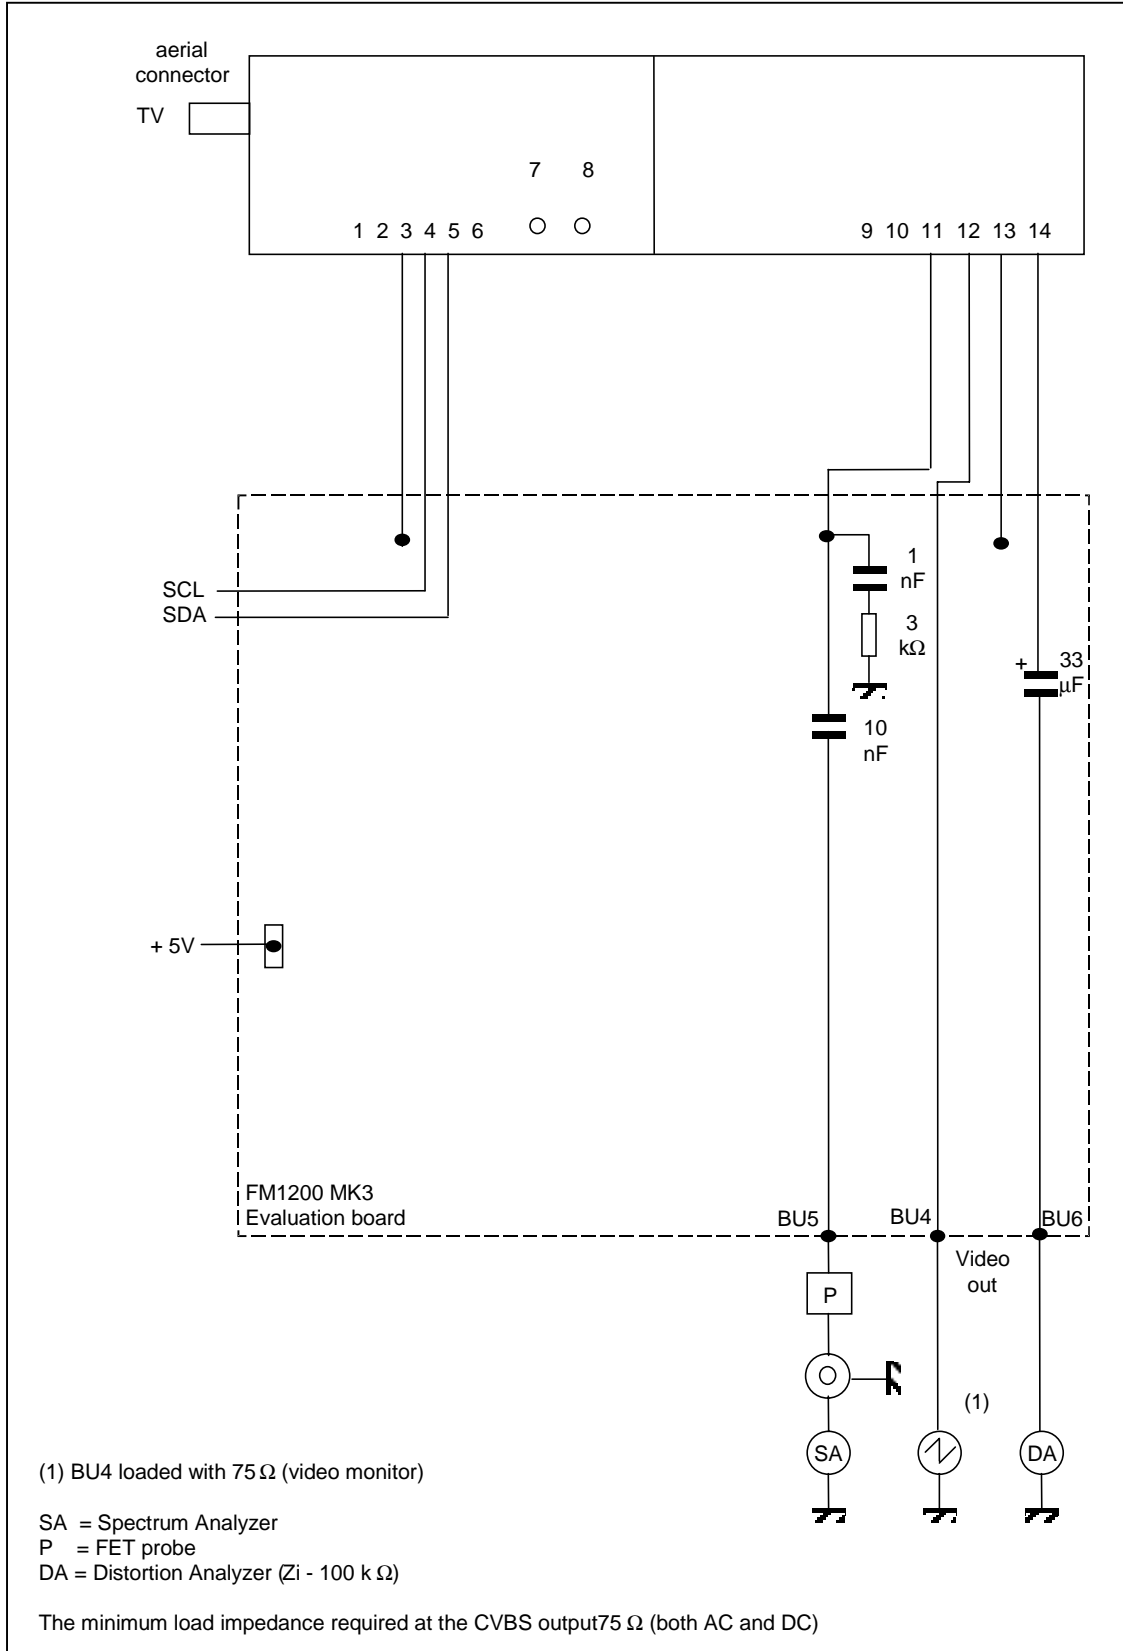 aerial
connector
TV
7 8
1 2 3 4 5 6
9 10 11 12 13 14
1
nF
SCL
SDA
3
kΩ
+
33
μF
10
nF
+ 5V
FM1200 MK3
Evaluation board
BU5
BU4
BU6
Video
out
P
(1)
SA
DA
(1) BU4 loaded with 75 Ω (video monitor)
SA = Spectrum Analyzer
P = FET probe
DA = Distortion Analyzer (Zi - 100 k Ω)
The minimum load impedance required at the CVBS output75 Ω (both AC and DC)